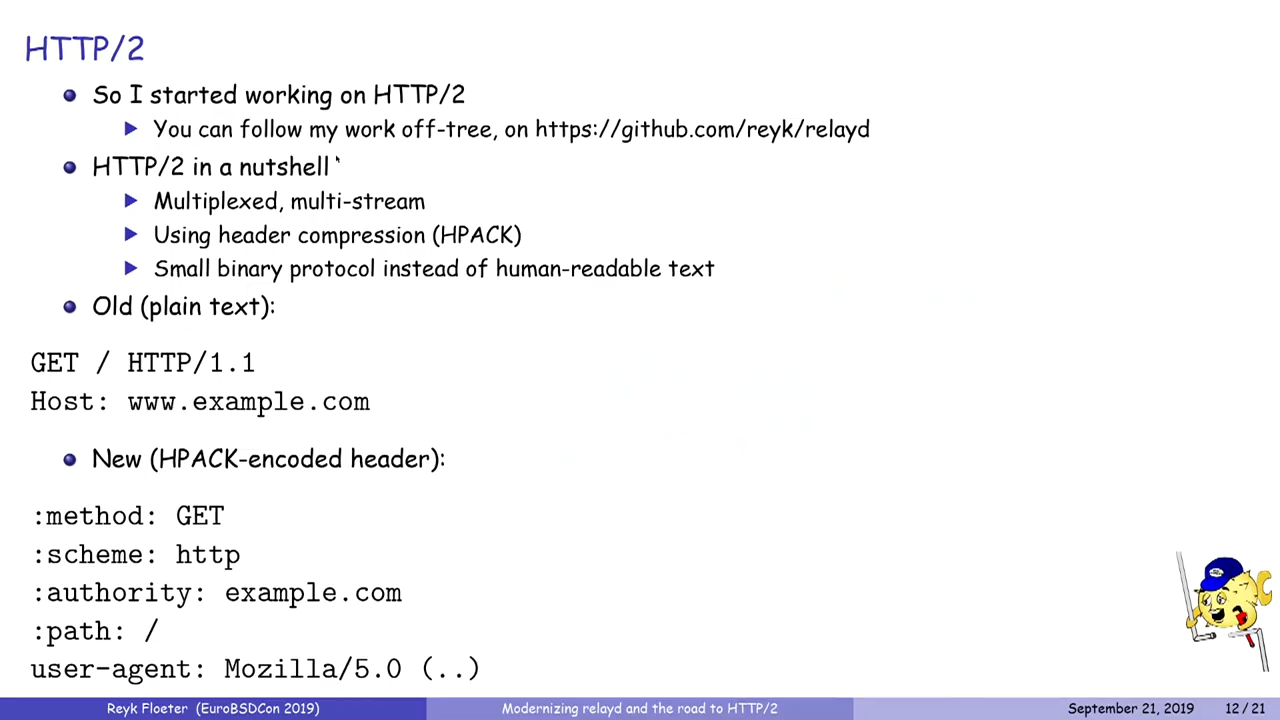 HTTP/2
So I started working on HTTP/2
You can follow my work off-tree, on https://github.com/reyk/relayd
HTTP/2 in a nutshell
Multiplexed, multi-stream
Using header compression (HPACK)
Small binary protocol instead of human-readable text
Old (plain text):
GET / HTTP/1.1
Host: www.example.com
New (HPACK-encoded header):
:method: GET
:scheme: http
:authority: example.com
:path: /
user-agent: Mozilla/5.0 (..)
Reyk Floeter (EuroBSDCon 2019) Modernizing relayd and the road to HTTP/2 September 21, 2019 12 / 21